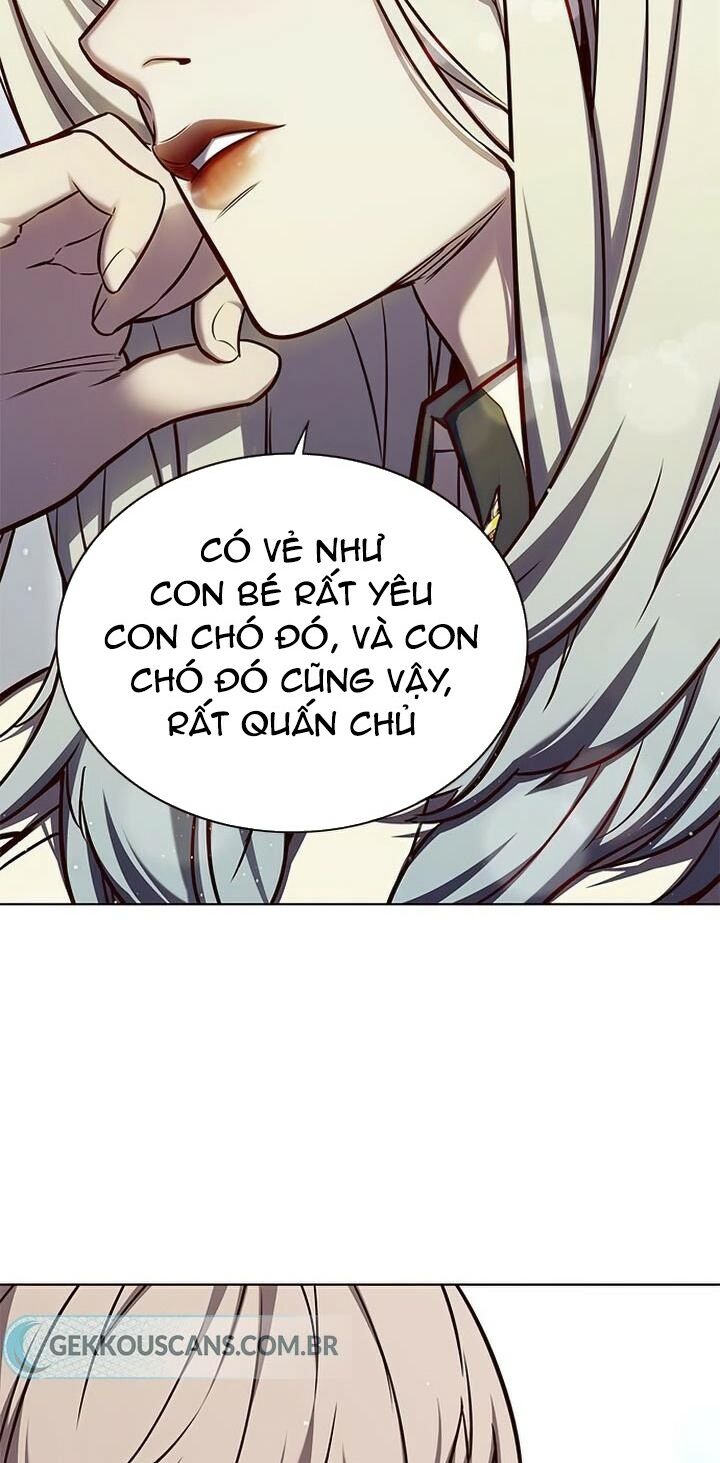 CÓ VẺ NHƯ
CON BÉ RẤT YÊU
CON CHÓ ĐÓ, VÀ CON
CHÓ ĐÓ CŨNG VẬY,
RẤT QUẤN CHỦ
GEKKOUSCANS.COM.BR